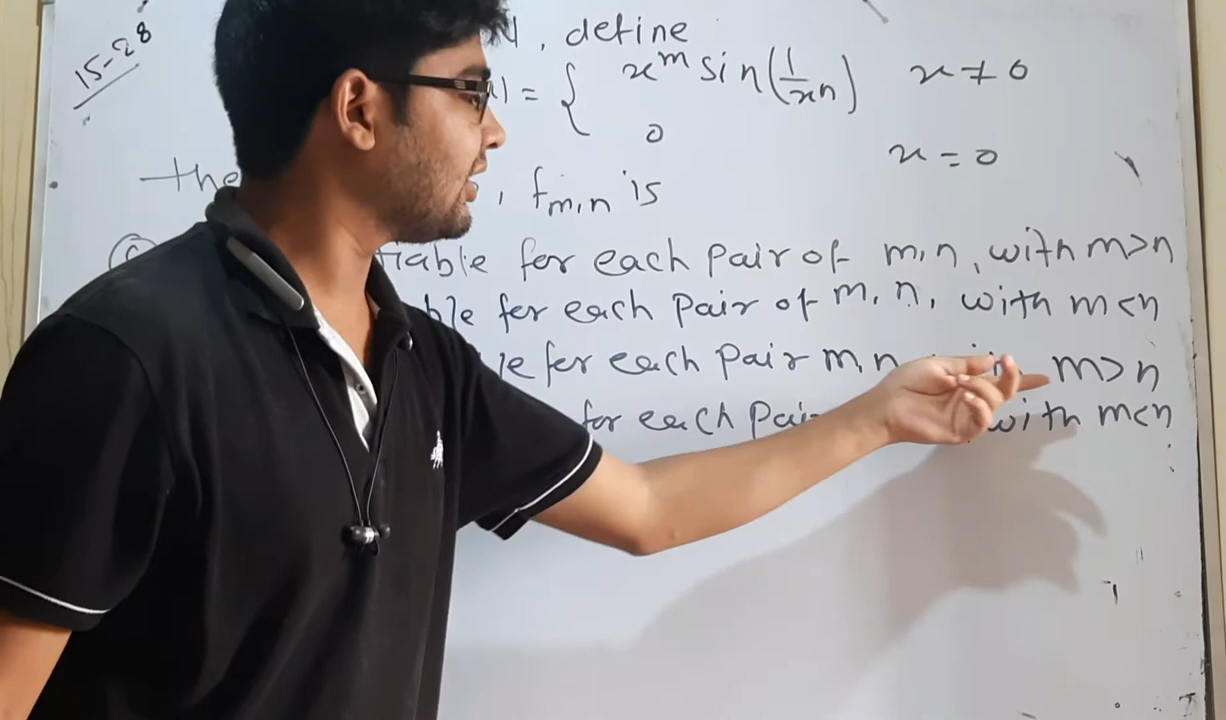 15-28
N, define
x) = { x^m sin(1/x^n) x ≠ 0
0 x = 0
the , f_m,n is
tiable for each pair of m,n, with m>n
ble for each pair of m, n, with m<n
le for each pair m,n m>n
for each pai with m<n